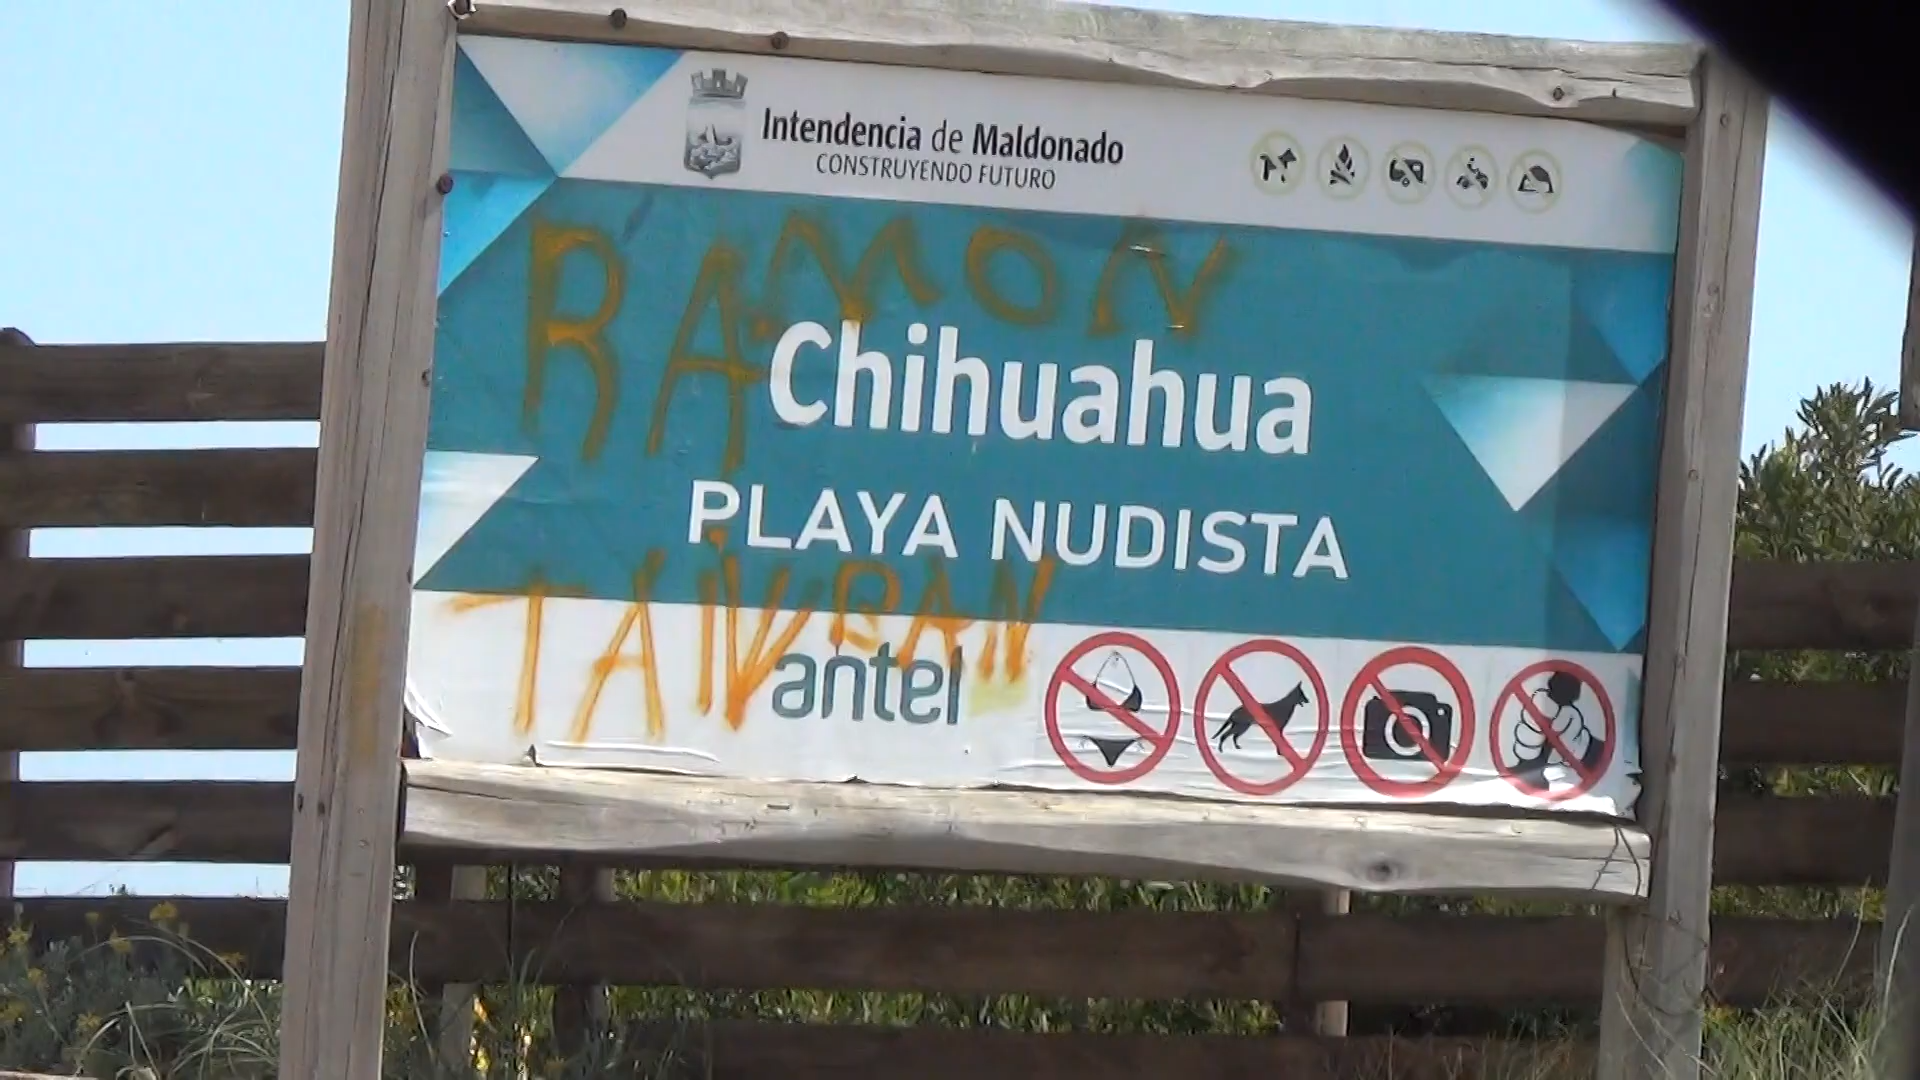 Intendencia de Maldonado
CONSTRUYENDO FUTURO
RAMON
Chihuahua
PLAYA NUDISTA
antel